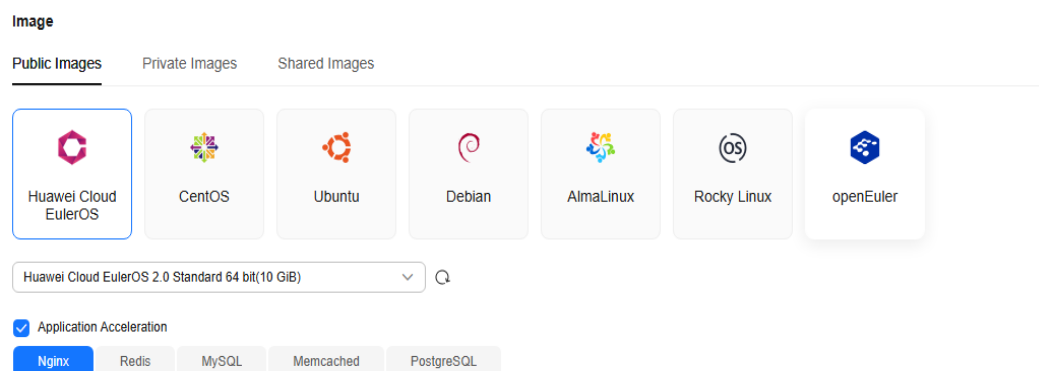 Image
Public Images Private Images Shared Images
Huawei Cloud EulerOS CentOS Ubuntu Debian AlmaLinux Rocky Linux openEuler
Huawei Cloud EulerOS 2.0 Standard 64 bit(10 GiB)
Application Acceleration
Nginx Redis MySQL Memcached PostgreSQL